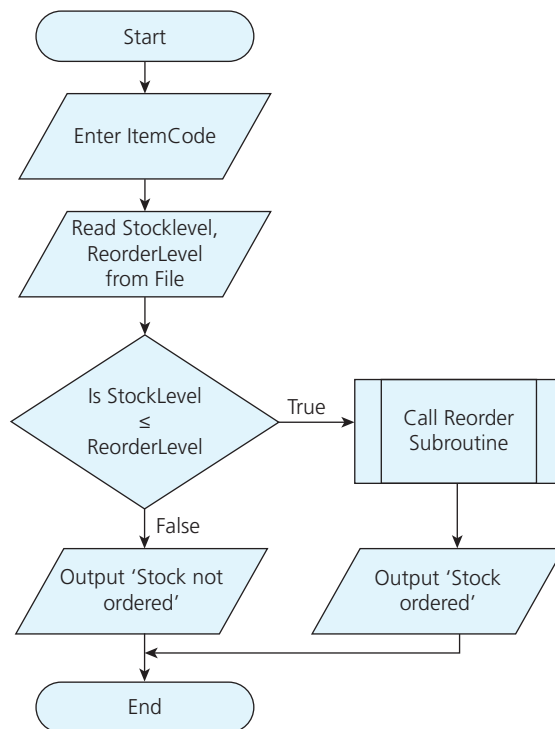 Start
Enter ItemCode
Read Stocklevel,
ReorderLevel
from File
Is StockLevel
≤
ReorderLevel
True
Call Reorder
Subroutine
False
Output ‘Stock not
ordered’
Output ‘Stock
ordered’
End